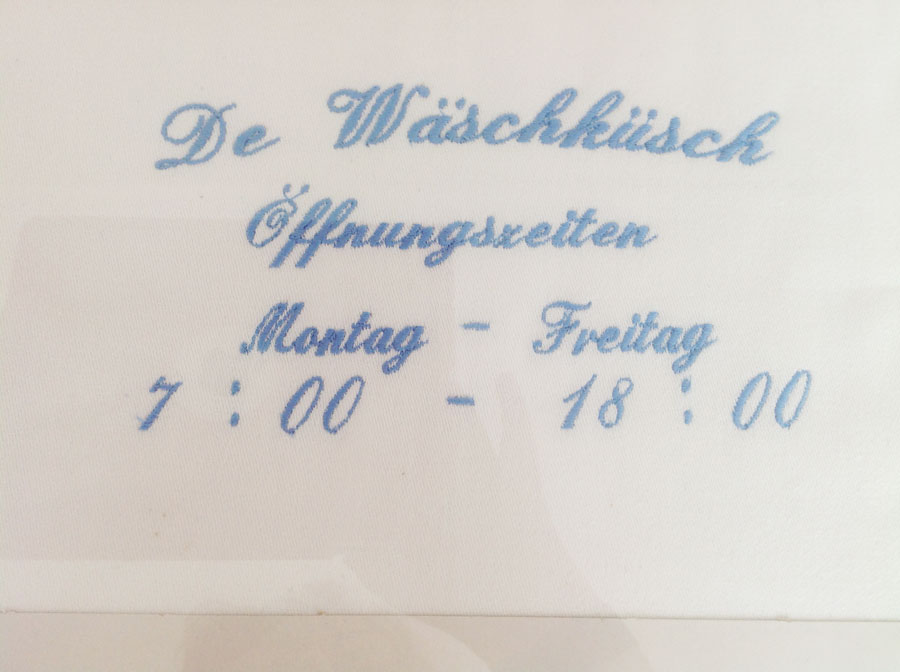 De Wäschküsch
Öffnungszeiten
Montag - Freitag
7 : 00 - 18 : 00